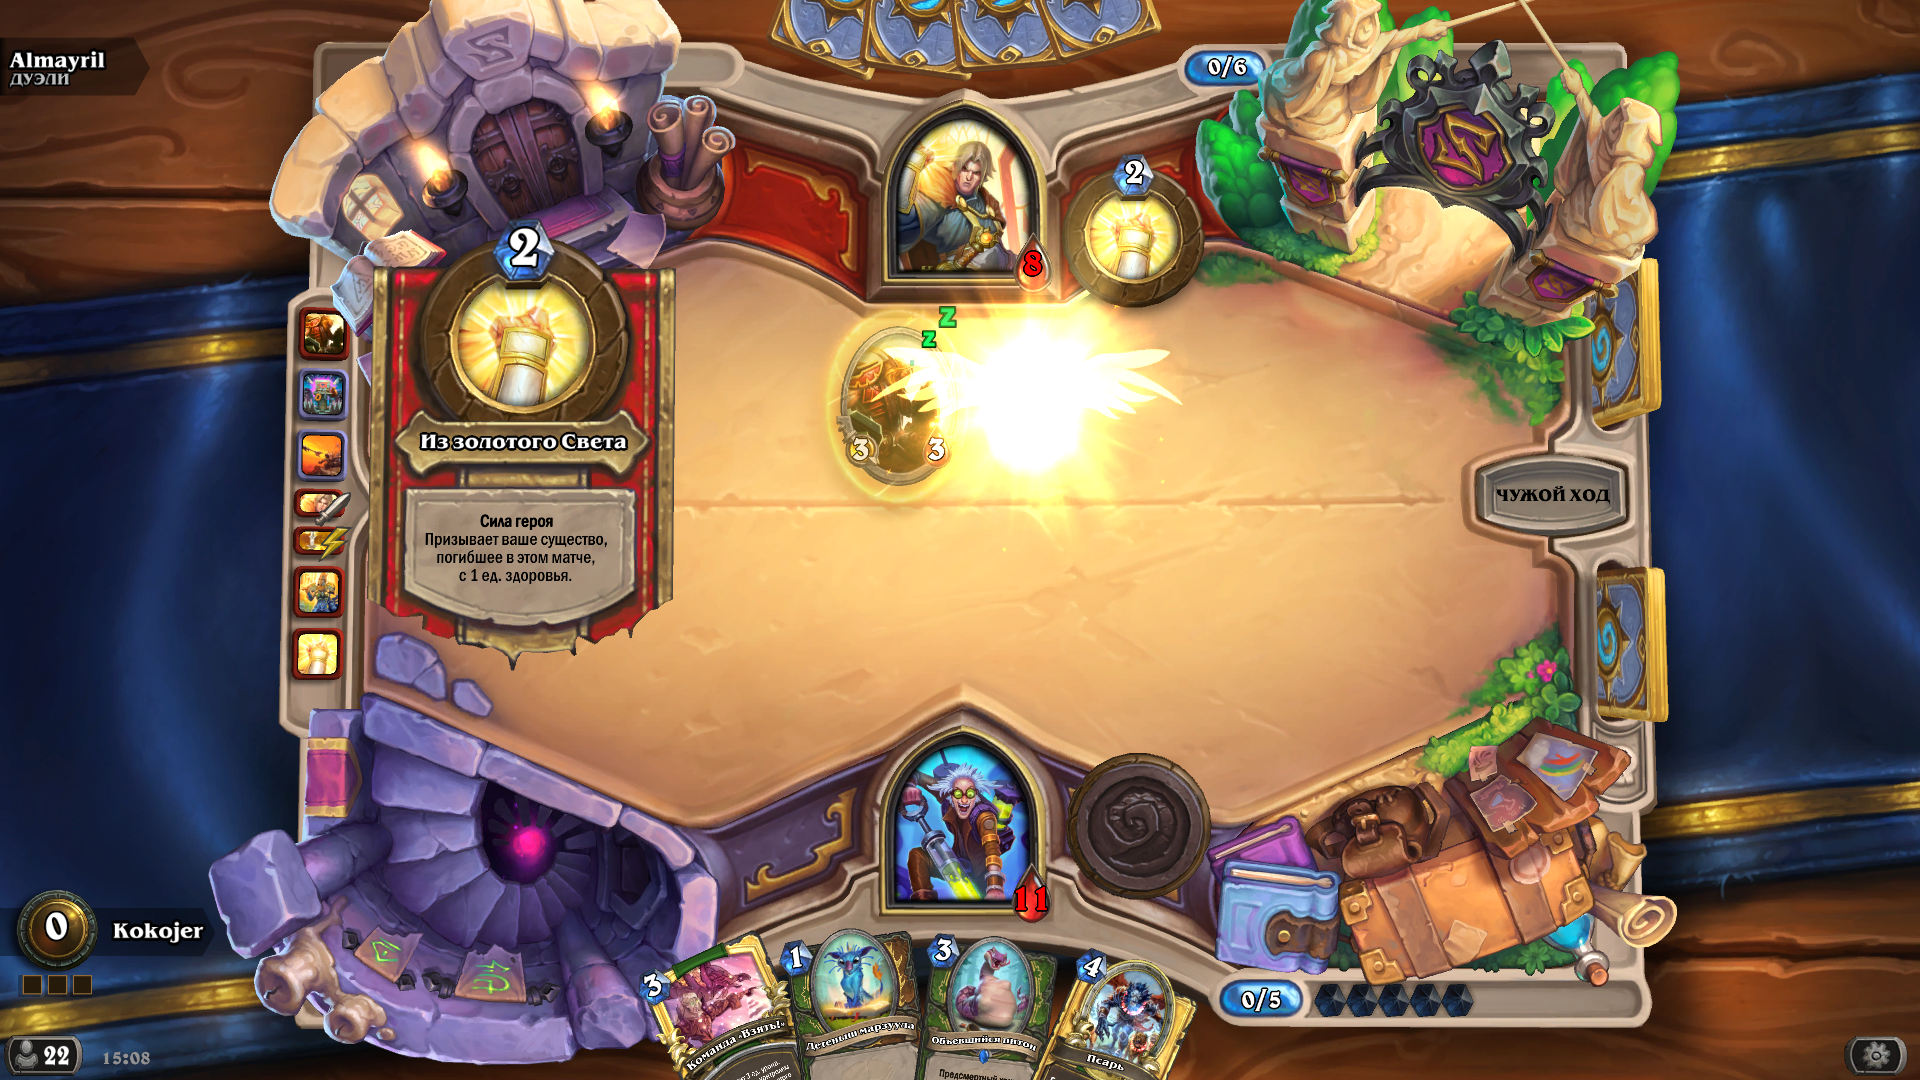 Almayril
ДУЭЛИ
0/6
2
8
2
Из золотого Света
Сила героя
Призывает ваше существо,
погибшее в этом матче,
с 1 ед. здоровья.
z
z
3
3
ЧУЖОЙ ХОД
11
0
Kokojer
3
Команда «Взять!»
1
Детеныш марзуула
3
Объевшийся питон
Предсмертный
4
Псарь
0/5
22
15:08